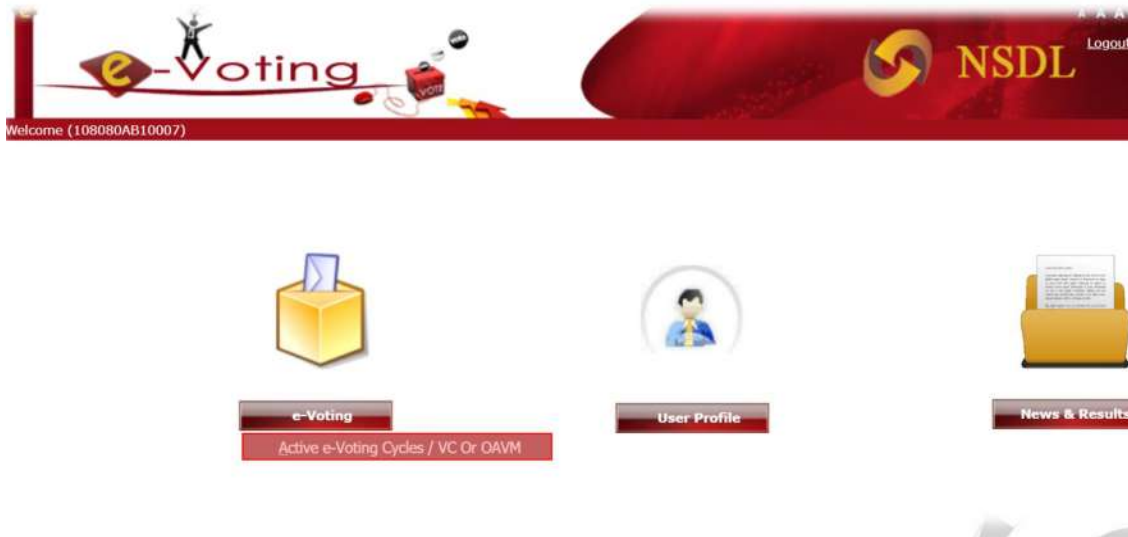 A A A
Logout
e-Voting
VOTE
NSDL
Welcome (108080AB10007)
e-Voting
User Profile
News & Results
Active e-Voting Cycles / VC Or OAVM